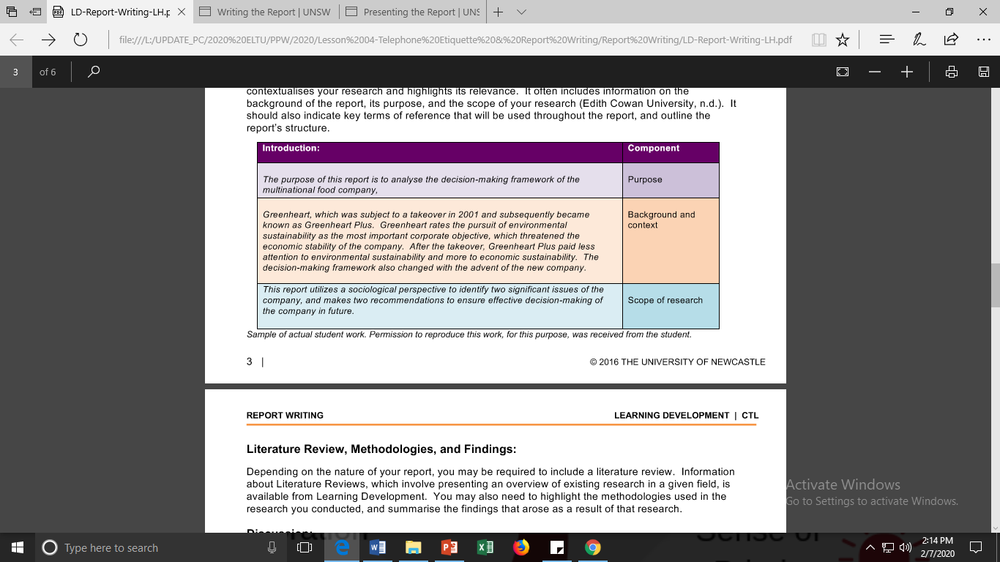 LD-Report-Writing-LH.p
Writing the Report | UNSW
Presenting the Report | UNS
file:///L:/UPDATE_PC/2020%20ELTU/PPW/2020/Lesson%2004-Telephone%20Etiquette%20&%20Report%20Writing/Report%20Writing/LD-Report-Writing-LH.pdf
3 of 6
contextualises your research and highlights its relevance. It often includes information on the
background of the report, its purpose, and the scope of your research (Edith Cowan University, n.d.). It
should also indicate key terms of reference that will be used throughout the report, and outline the
report's structure.
Introduction: Component
The purpose of this report is to analyse the decision-making framework of the
multinational food company,
Purpose
Greenheart, which was subject to a takeover in 2001 and subsequently became
known as Greenheart Plus. Greenheart rates the pursuit of environmental
sustainability as the most important corporate objective, which threatened the
economic stability of the company. After the takeover, Greenheart Plus paid less
attention to environmental sustainability and more to economic sustainability. The
decision-making framework also changed with the advent of the new company.
Background and
context
This report utilizes a sociological perspective to identify two significant issues of the
company, and makes two recommendations to ensure effective decision-making of
the company in future.
Scope of research
Sample of actual student work. Permission to reproduce this work, for this purpose, was received from the student.
3 | © 2016 THE UNIVERSITY OF NEWCASTLE
REPORT WRITING LEARNING DEVELOPMENT | CTL
Literature Review, Methodologies, and Findings:
Depending on the nature of your report, you may be required to include a literature review. Information
about Literature Reviews, which involve presenting an overview of existing research in a given field, is
available from Learning Development. You may also need to highlight the methodologies used in the
research you conducted, and summarise the findings that arose as a result of that research.
Discussion:
Activate Windows
Go to Settings to activate Windows.
Type here to search
2:14 PM
2/7/2020